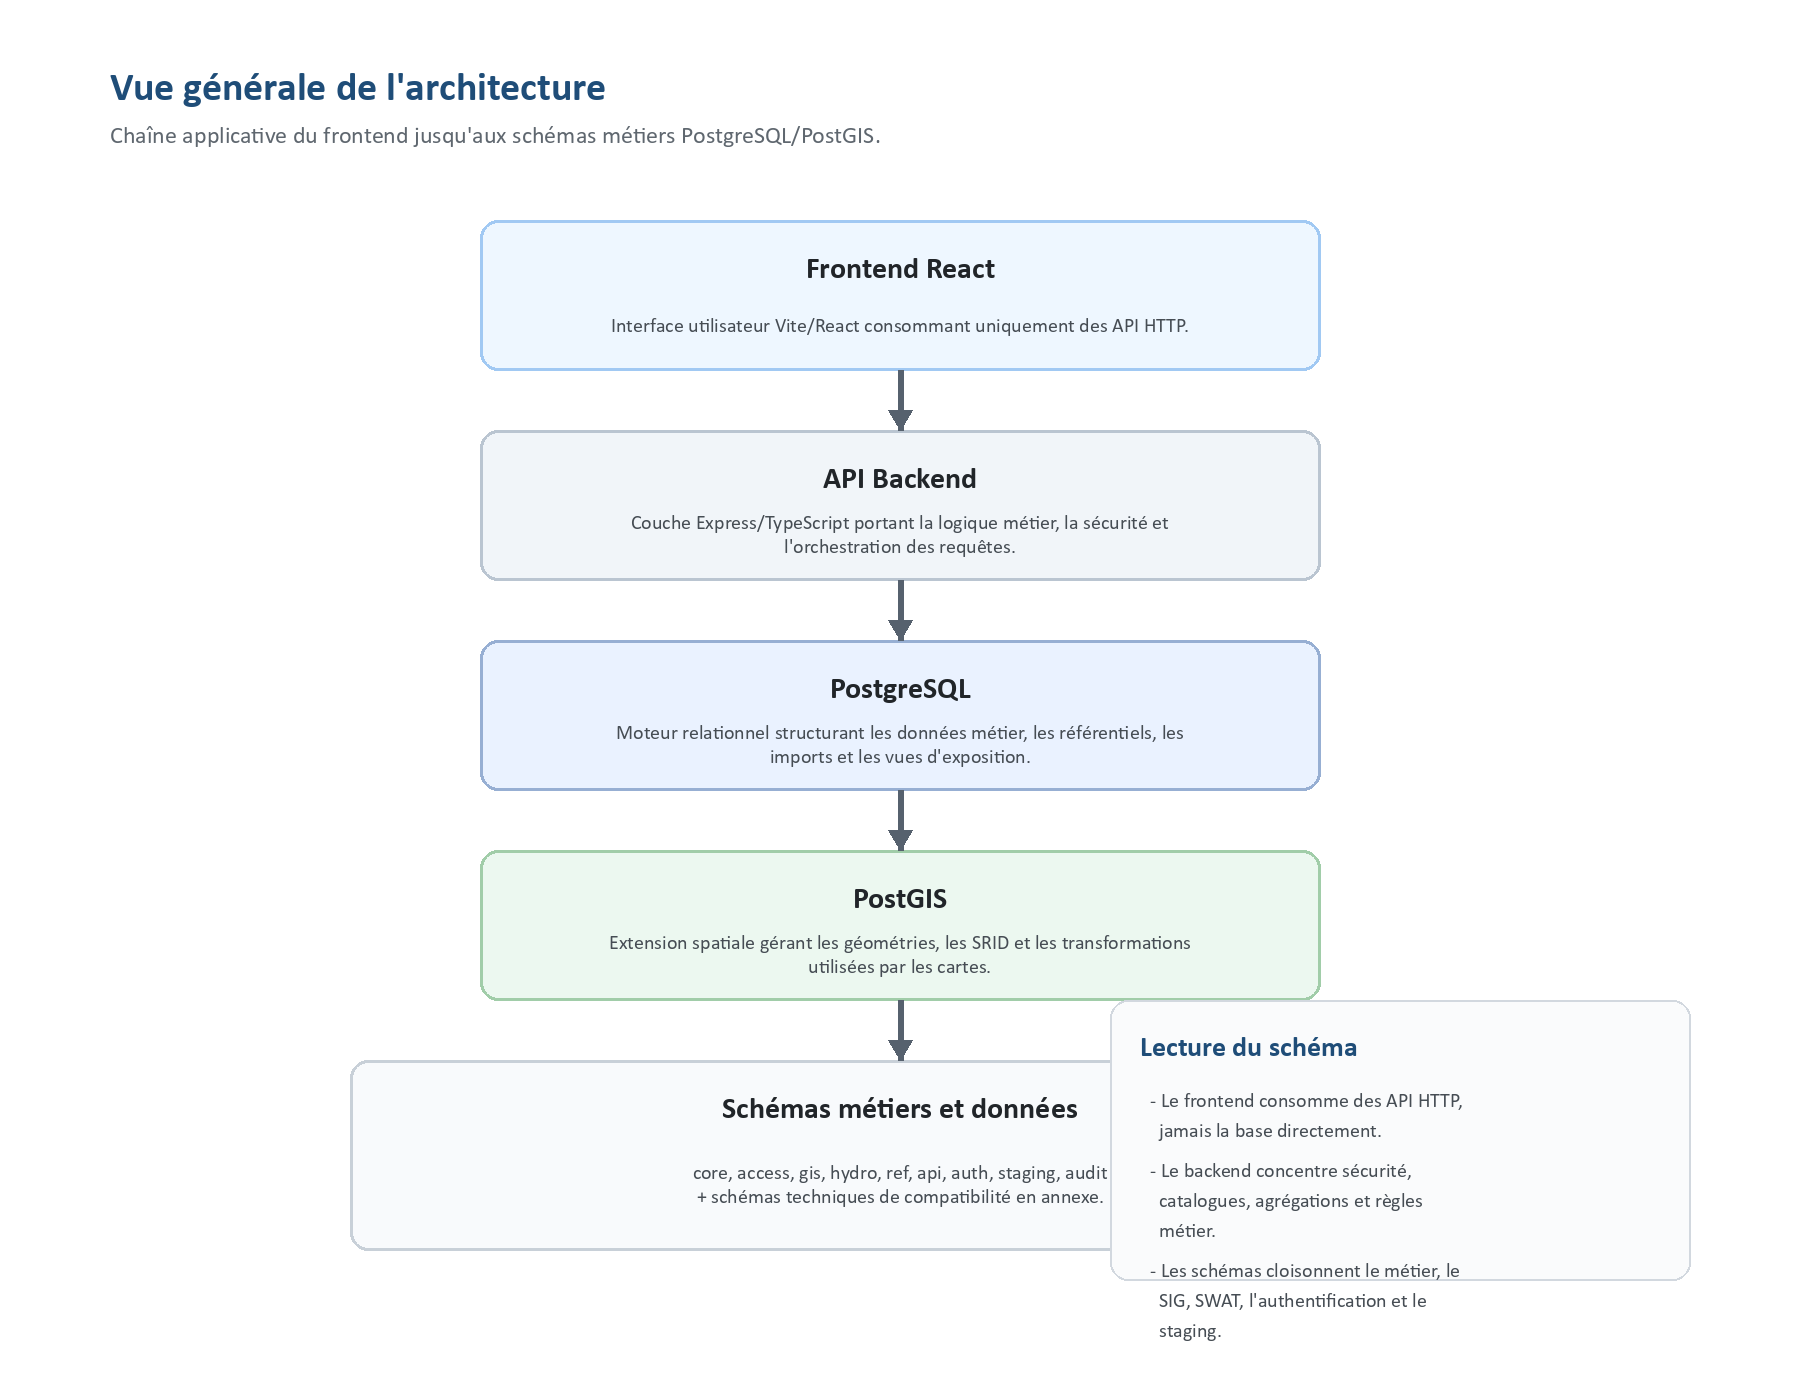 Vue générale de l'architecture
Chaîne applicative du frontend jusqu'aux schémas métiers PostgreSQL/PostGIS.
Frontend React
Interface utilisateur Vite/React consommant uniquement des API HTTP.
API Backend
Couche Express/TypeScript portant la logique métier, la sécurité et
l'orchestration des requêtes.
PostgreSQL
Moteur relationnel structurant les données métier, les référentiels, les
imports et les vues d'exposition.
PostGIS
Extension spatiale gérant les géométries, les SRID et les transformations
utilisées par les cartes.
Schémas métiers et données
core, access, gis, hydro, ref, api, auth, staging, audit
+ schémas techniques de compatibilité en annexe.
Lecture du schéma
- Le frontend consomme des API HTTP,
jamais la base directement.
- Le backend concentre sécurité,
catalogues, agrégations et règles
métier.
- Les schémas cloisonnent le métier, le
SIG, SWAT, l'authentification et le
staging.